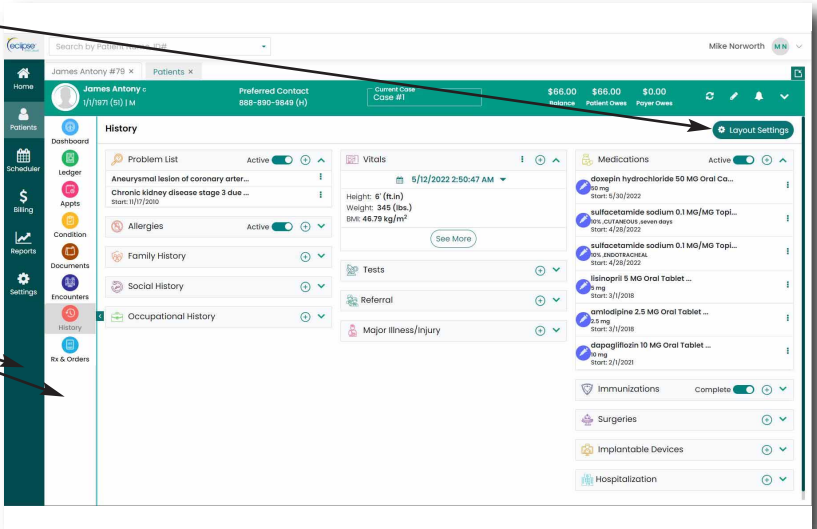 eclipse
Search by Patient Name, ID#
Mike Norworth MN
James Antony #79 × Patients ×
James Antony
1/1/1971 (51) | M
Preferred Contact
888-890-9849 (H)
Current Case
Case #1
$66.00 $66.00 $0.00
Balance Patient Owes Payer Owes
Home
Patients
Scheduler
Billing
Reports
Settings
Dashboard
Ledger
Appts
Condition
Documents
Encounters
History
Rx & Orders
History
Layout Settings
Problem List Active
Aneurysmal lesion of coronary arter...
Chronic kidney disease stage 3 due ...
Start: 11/17/2010
Allergies Active
Family History
Social History
Occupational History
Vitals
5/12/2022 2:50:47 AM
Height: 6' (ft.in)
Weight: 345 (lbs.)
BMI: 46.79 kg/m²
See More
Tests
Referral
Major Illness/Injury
Medications Active
doxepin hydrochloride 50 MG Oral Ca...
50 mg
Start: 5/30/2022
sulfacetamide sodium 0.1 MG/MG Topi...
10% ,CUTANEOUS ,seven days
Start: 4/28/2022
sulfacetamide sodium 0.1 MG/MG Topi...
10% ,ENDOTRACHEAL
Start: 4/28/2022
lisinopril 5 MG Oral Tablet ...
5 mg
Start: 3/1/2018
amlodipine 2.5 MG Oral Tablet ...
2.5 mg
Start: 3/1/2018
dapagliflozin 10 MG Oral Tablet ...
10 mg
Start: 2/1/2021
Immunizations Complete
Surgeries
Implantable Devices
Hospitalization